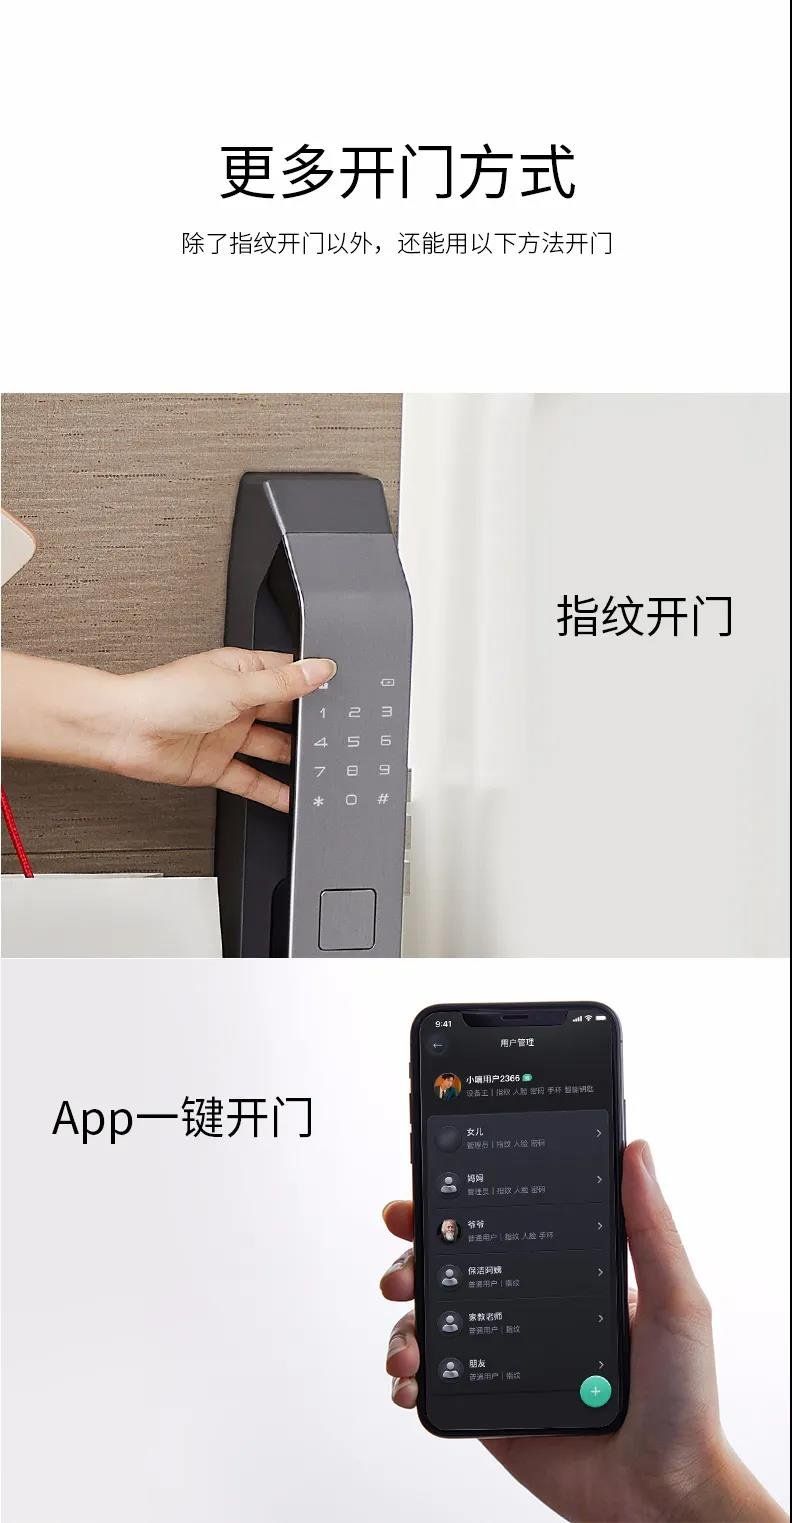 更多开门方式
除了指纹开门以外，还能用以下方法开门
指纹开门
1 2 3
4 5 6
7 8 9
* 0 #
App一键开门
9:41
用户管理
小嘀用户2366
设备主 | 指纹 人脸 密码 手环 智能钥匙
女儿
管理员 | 指纹 人脸 密码
妈妈
管理员 | 指纹 人脸 密码
爷爷
普通用户 | 指纹 人脸 手环
保洁阿姨
普通用户 | 指纹
家教老师
普通用户 | 指纹
朋友
普通用户 | 指纹
+